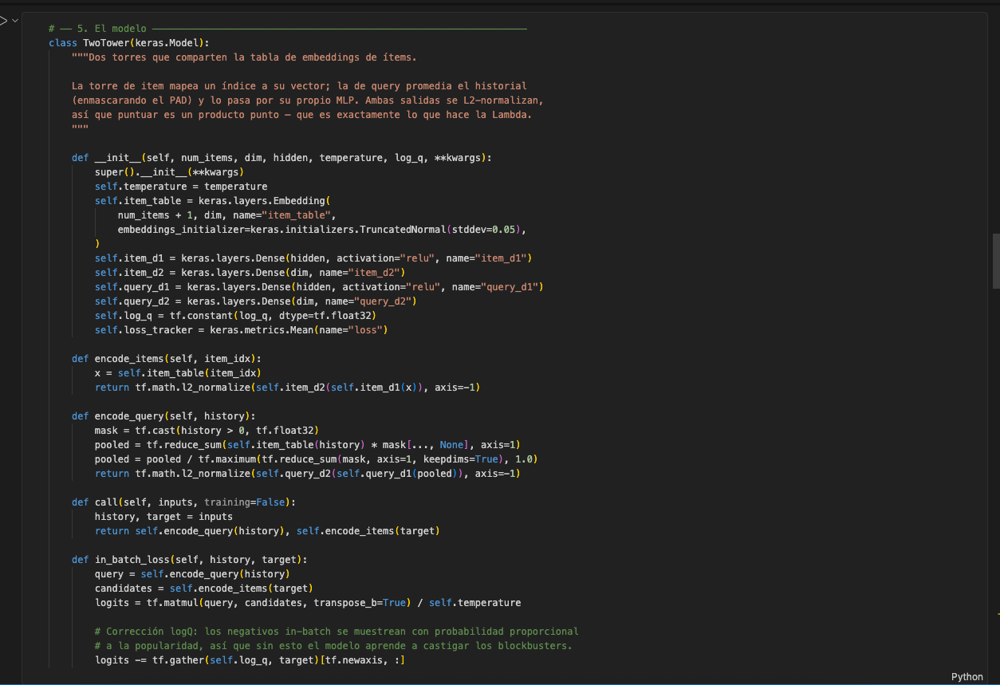 # —— 5. El modelo ——————————————————————————————————
class TwoTower(keras.Model):
    """Dos torres que comparten la tabla de embeddings de ítems.

    La torre de item mapea un índice a su vector; la de query promedia el historial
    (enmascarando el PAD) y lo pasa por su propio MLP. Ambas salidas se L2-normalizan,
    así que puntuar es un producto punto — que es exactamente lo que hace la Lambda.
    """

    def __init__(self, num_items, dim, hidden, temperature, log_q, **kwargs):
        super().__init__(**kwargs)
        self.temperature = temperature
        self.item_table = keras.layers.Embedding(
            num_items + 1, dim, name="item_table",
            embeddings_initializer=keras.initializers.TruncatedNormal(stddev=0.05),
        )
        self.item_d1 = keras.layers.Dense(hidden, activation="relu", name="item_d1")
        self.item_d2 = keras.layers.Dense(dim, name="item_d2")
        self.query_d1 = keras.layers.Dense(hidden, activation="relu", name="query_d1")
        self.query_d2 = keras.layers.Dense(dim, name="query_d2")
        self.log_q = tf.constant(log_q, dtype=tf.float32)
        self.loss_tracker = keras.metrics.Mean(name="loss")

    def encode_items(self, item_idx):
        x = self.item_table(item_idx)
        return tf.math.l2_normalize(self.item_d2(self.item_d1(x)), axis=-1)

    def encode_query(self, history):
        mask = tf.cast(history > 0, tf.float32)
        pooled = tf.reduce_sum(self.item_table(history) * mask[..., None], axis=1)
        pooled = pooled / tf.maximum(tf.reduce_sum(mask, axis=1, keepdims=True), 1.0)
        return tf.math.l2_normalize(self.query_d2(self.query_d1(pooled)), axis=-1)

    def call(self, inputs, training=False):
        history, target = inputs
        return self.encode_query(history), self.encode_items(target)

    def in_batch_loss(self, history, target):
        query = self.encode_query(history)
        candidates = self.encode_items(target)
        logits = tf.matmul(query, candidates, transpose_b=True) / self.temperature

        # Corrección logQ: los negativos in-batch se muestrean con probabilidad proporcional
        # a la popularidad, así que sin esto el modelo aprende a castigar los blockbusters.
        logits -= tf.gather(self.log_q, target)[tf.newaxis, :]
Python